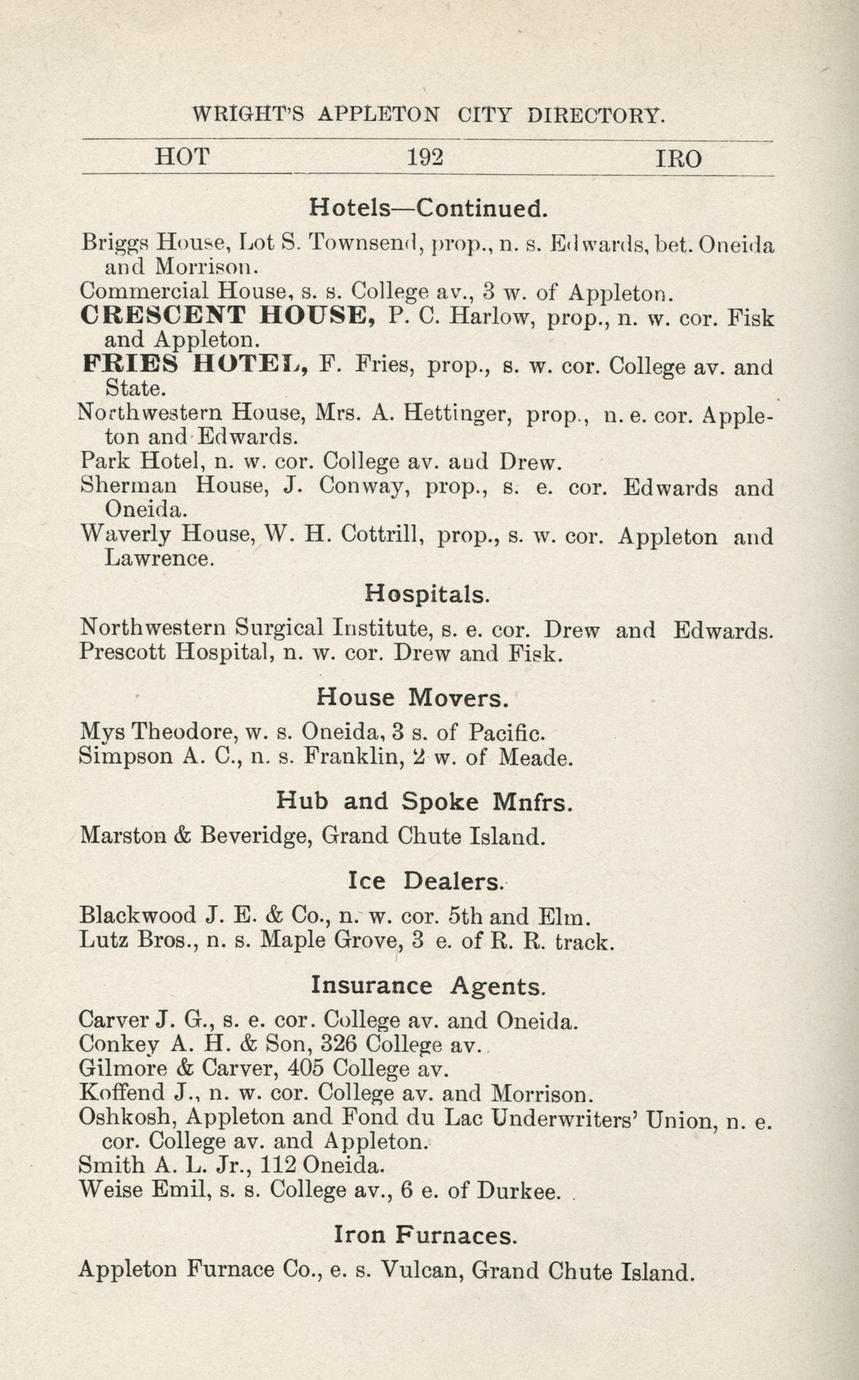 WRIGHT'S APPLETON CITY DIRECTORY.
HOT 192 IRO
Hotels—Continued.
Briggs House, Lot S. Townsend, prop., n. s. Edwards, bet. Oneida
and Morrison.
Commercial House, s. s. College av., 3 w. of Appleton.
CRESCENT HOUSE, P. C. Harlow, prop., n. w. cor. Fisk
and Appleton.
FRIES HOTEL, F. Fries, prop., s. w. cor. College av. and
State.
Northwestern House, Mrs. A. Hettinger, prop., n. e. cor. Apple-
ton and Edwards.
Park Hotel, n. w. cor. College av. aud Drew.
Sherman House, J. Conway, prop., s. e. cor. Edwards and
Oneida.
Waverly House, W. H. Cottrill, prop., s. w. cor. Appleton and
Lawrence.
Hospitals.
Northwestern Surgical Institute, s. e. cor. Drew and Edwards.
Prescott Hospital, n. w. cor. Drew and Fisk.
House Movers.
Mys Theodore, w. s. Oneida, 3 s. of Pacific.
Simpson A. C., n. s. Franklin, 2 w. of Meade.
Hub and Spoke Mnfrs.
Marston & Beveridge, Grand Chute Island.
Ice Dealers.
Blackwood J. E. & Co., n. w. cor. 5th and Elm.
Lutz Bros., n. s. Maple Grove, 3 e. of R. R. track.
Insurance Agents.
Carver J. G., s. e. cor. College av. and Oneida.
Conkey A. H. & Son, 326 College av.
Gilmore & Carver, 405 College av.
Koffend J., n. w. cor. College av. and Morrison.
Oshkosh, Appleton and Fond du Lac Underwriters' Union, n. e.
cor. College av. and Appleton.
Smith A. L. Jr., 112 Oneida.
Weise Emil, s. s. College av., 6 e. of Durkee.
Iron Furnaces.
Appleton Furnace Co., e. s. Vulcan, Grand Chute Island.